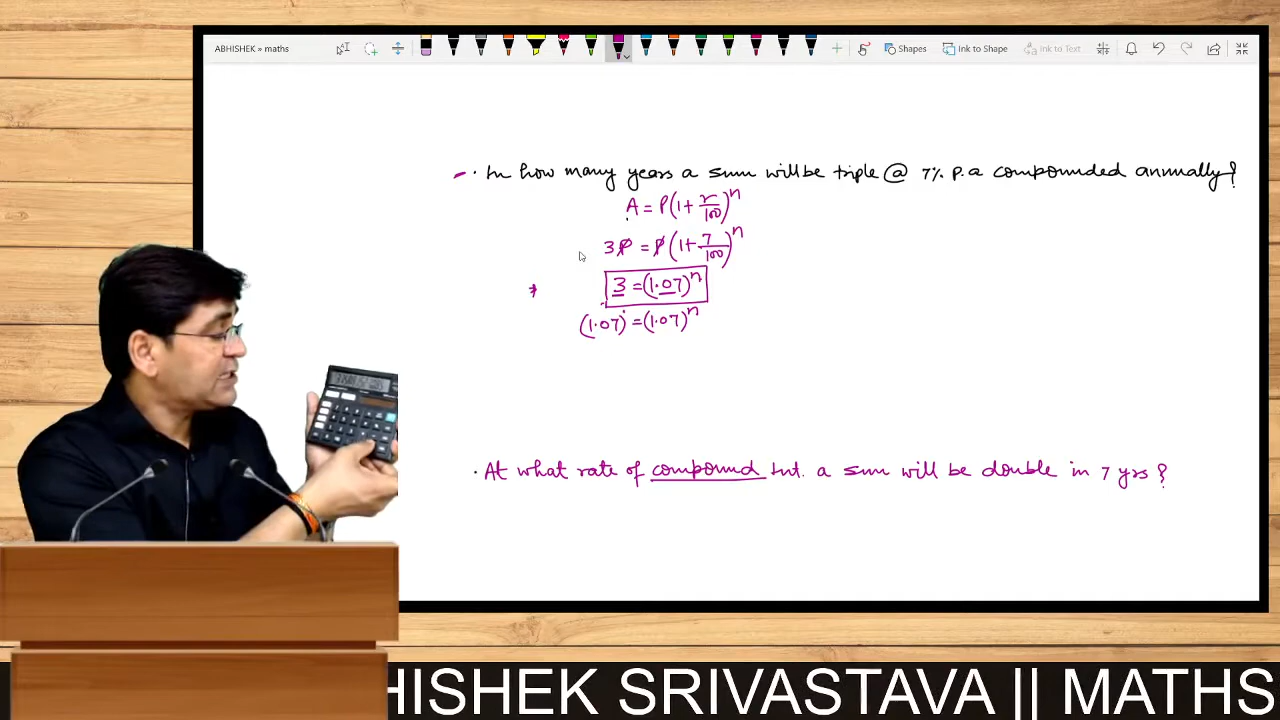 ABHISHEK » maths
Shapes
Ink to Shape
Ink to Text
- · In how many years a sum will be triple @ 7% p.a compounded annually?
A = P(1+r/100)^n
3P = P(1+7/100)^n
3 = (1.07)^n
(1.07) = (1.07)^n
· At what rate of compound Int. a sum will be double in 7 yrs?
HISHEK SRIVASTAVA || MATHS